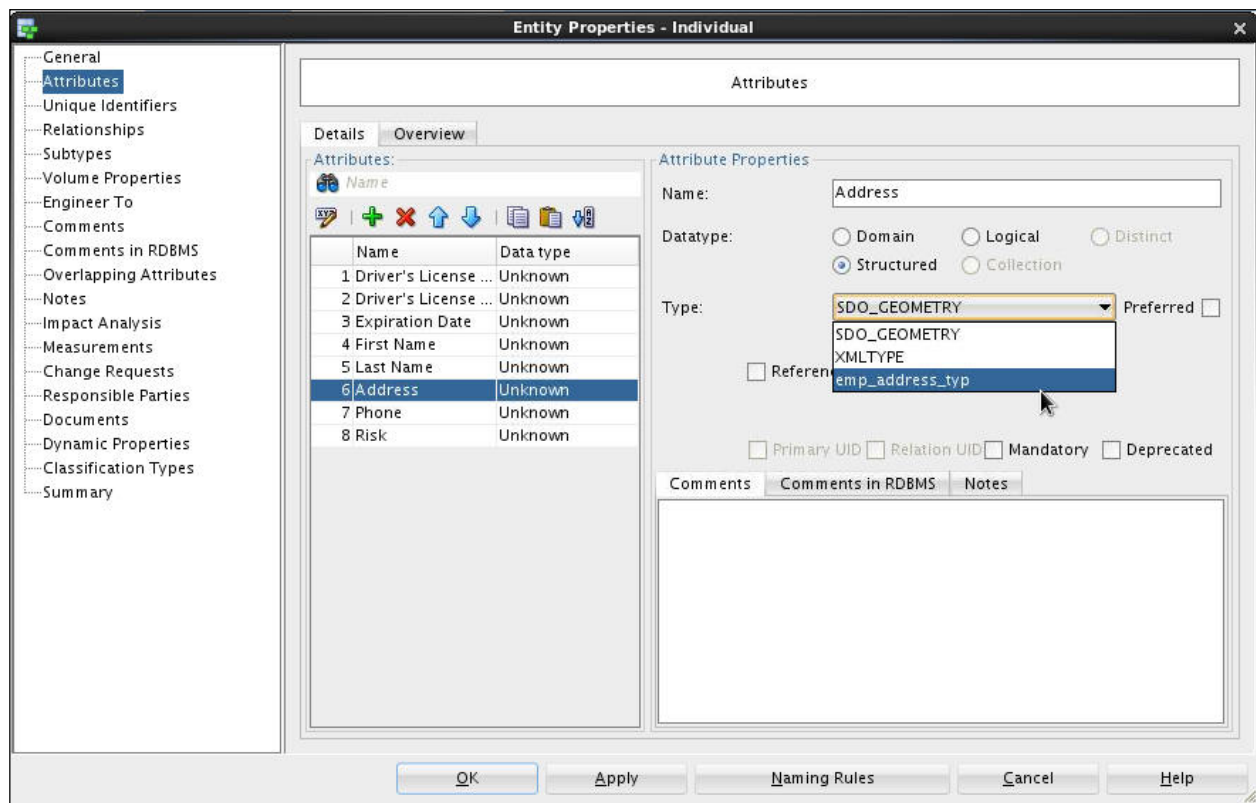 Entity Properties - Individual
General
Attributes
Unique Identifiers
Relationships
Subtypes
Volume Properties
Engineer To
Comments
Comments in RDBMS
Overlapping Attributes
Notes
Impact Analysis
Measurements
Change Requests
Responsible Parties
Documents
Dynamic Properties
Classification Types
Summary
Attributes
Details Overview
Attributes:
Name
Name Data type
1 Driver's License ... Unknown
2 Driver's License ... Unknown
3 Expiration Date Unknown
4 First Name Unknown
5 Last Name Unknown
6 Address Unknown
7 Phone Unknown
8 Risk Unknown
Attribute Properties
Name: Address
Datatype: Domain Logical Distinct
Structured Collection
Type: SDO_GEOMETRY Preferred
SDO_GEOMETRY
XMLTYPE
Referen emp_address_typ
Primary UID Relation UID Mandatory Deprecated
Comments Comments in RDBMS Notes
OK Apply Naming Rules Cancel Help